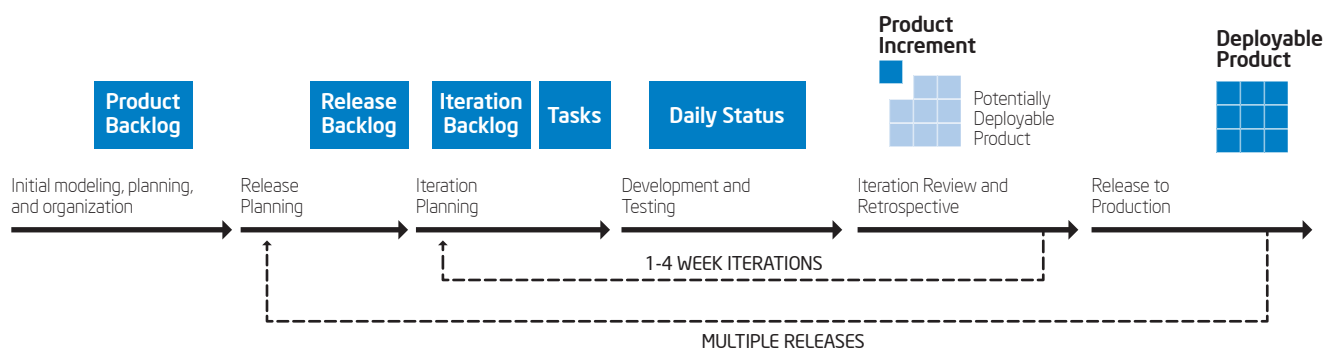 Product
Increment
Deployable
Product
Product
Backlog
Release
Backlog
Iteration
Backlog
Tasks
Daily Status
Potentially
Deployable
Product
Initial modeling, planning,
and organization
Release
Planning
Iteration
Planning
Development and
Testing
Iteration Review and
Retrospective
Release to
Production
1-4 WEEK ITERATIONS
MULTIPLE RELEASES